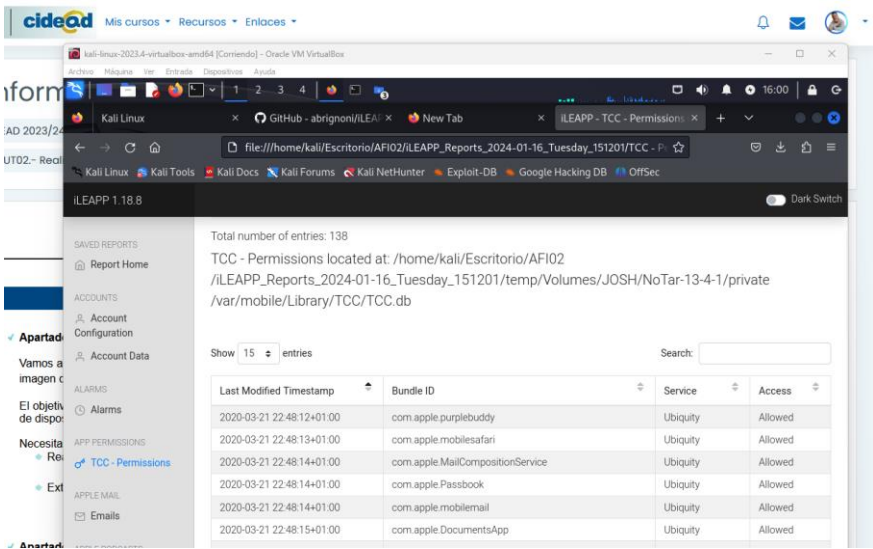 cidead Mis cursos Recursos Enlaces
kali-linux-2023.4-virtualbox-amd64 [Corriendo] - Oracle VM VirtualBox
Archivo Máquina Ver Entrada Dispositivos Ayuda
1 2 3 4 16:00
Kali Linux GitHub - abrignoni/iLEAP New Tab iLEAPP - TCC - Permissions
file:///home/kali/Escritorio/AFI02/iLEAPP_Reports_2024-01-16_Tuesday_151201/TCC - P
Kali Linux Kali Tools Kali Docs Kali Forums Kali NetHunter Exploit-DB Google Hacking DB OffSec
iLEAPP 1.18.8 Dark Switch
nform
EAD 2023/24
UT02.- Reali
Apartad
Vamos a
imagen d
El objetiv
de dispos
Necesita
Rea
Ext
Apartad
SAVED REPORTS
Report Home
ACCOUNTS
Account
Configuration
Account Data
ALARMS
Alarms
APP PERMISSIONS
TCC - Permissions
APPLE MAIL
Emails
APPLE PODCASTS
Total number of entries: 138
TCC - Permissions located at: /home/kali/Escritorio/AFI02
/iLEAPP_Reports_2024-01-16_Tuesday_151201/temp/Volumes/JOSH/NoTar-13-4-1/private
/var/mobile/Library/TCC/TCC.db
Show 15 entries Search:
Last Modified Timestamp Bundle ID Service Access
2020-03-21 22:48:12+01:00 com.apple.purplebuddy Ubiquity Allowed
2020-03-21 22:48:13+01:00 com.apple.mobilesafari Ubiquity Allowed
2020-03-21 22:48:14+01:00 com.apple.MailCompositionService Ubiquity Allowed
2020-03-21 22:48:14+01:00 com.apple.Passbook Ubiquity Allowed
2020-03-21 22:48:14+01:00 com.apple.mobilemail Ubiquity Allowed
2020-03-21 22:48:15+01:00 com.apple.DocumentsApp Ubiquity Allowed